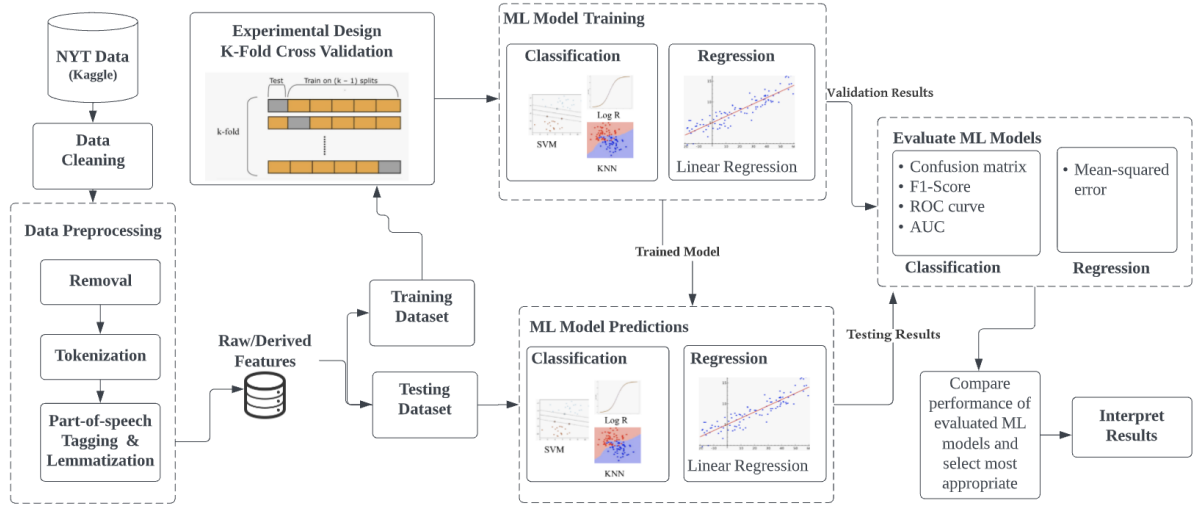 NYT Data
(Kaggle)
Data
Cleaning
Data Preprocessing
Removal
Tokenization
Part-of-speech
Tagging &
Lemmatization
Raw/Derived
Features
Training
Dataset
Testing
Dataset
Experimental Design
K-Fold Cross Validation
Test
Train on (k – 1) splits
k-fold
ML Model Training
Classification
SVM
Log R
KNN
Regression
Linear Regression
Trained Model
ML Model Predictions
Classification
SVM
Log R
KNN
Regression
Linear Regression
Validation Results
Testing Results
Evaluate ML Models
• Confusion matrix
• F1-Score
• ROC curve
• AUC
Classification
• Mean-squared
error
Regression
Compare
performance of
evaluated ML
models and
select most
appropriate
Interpret
Results